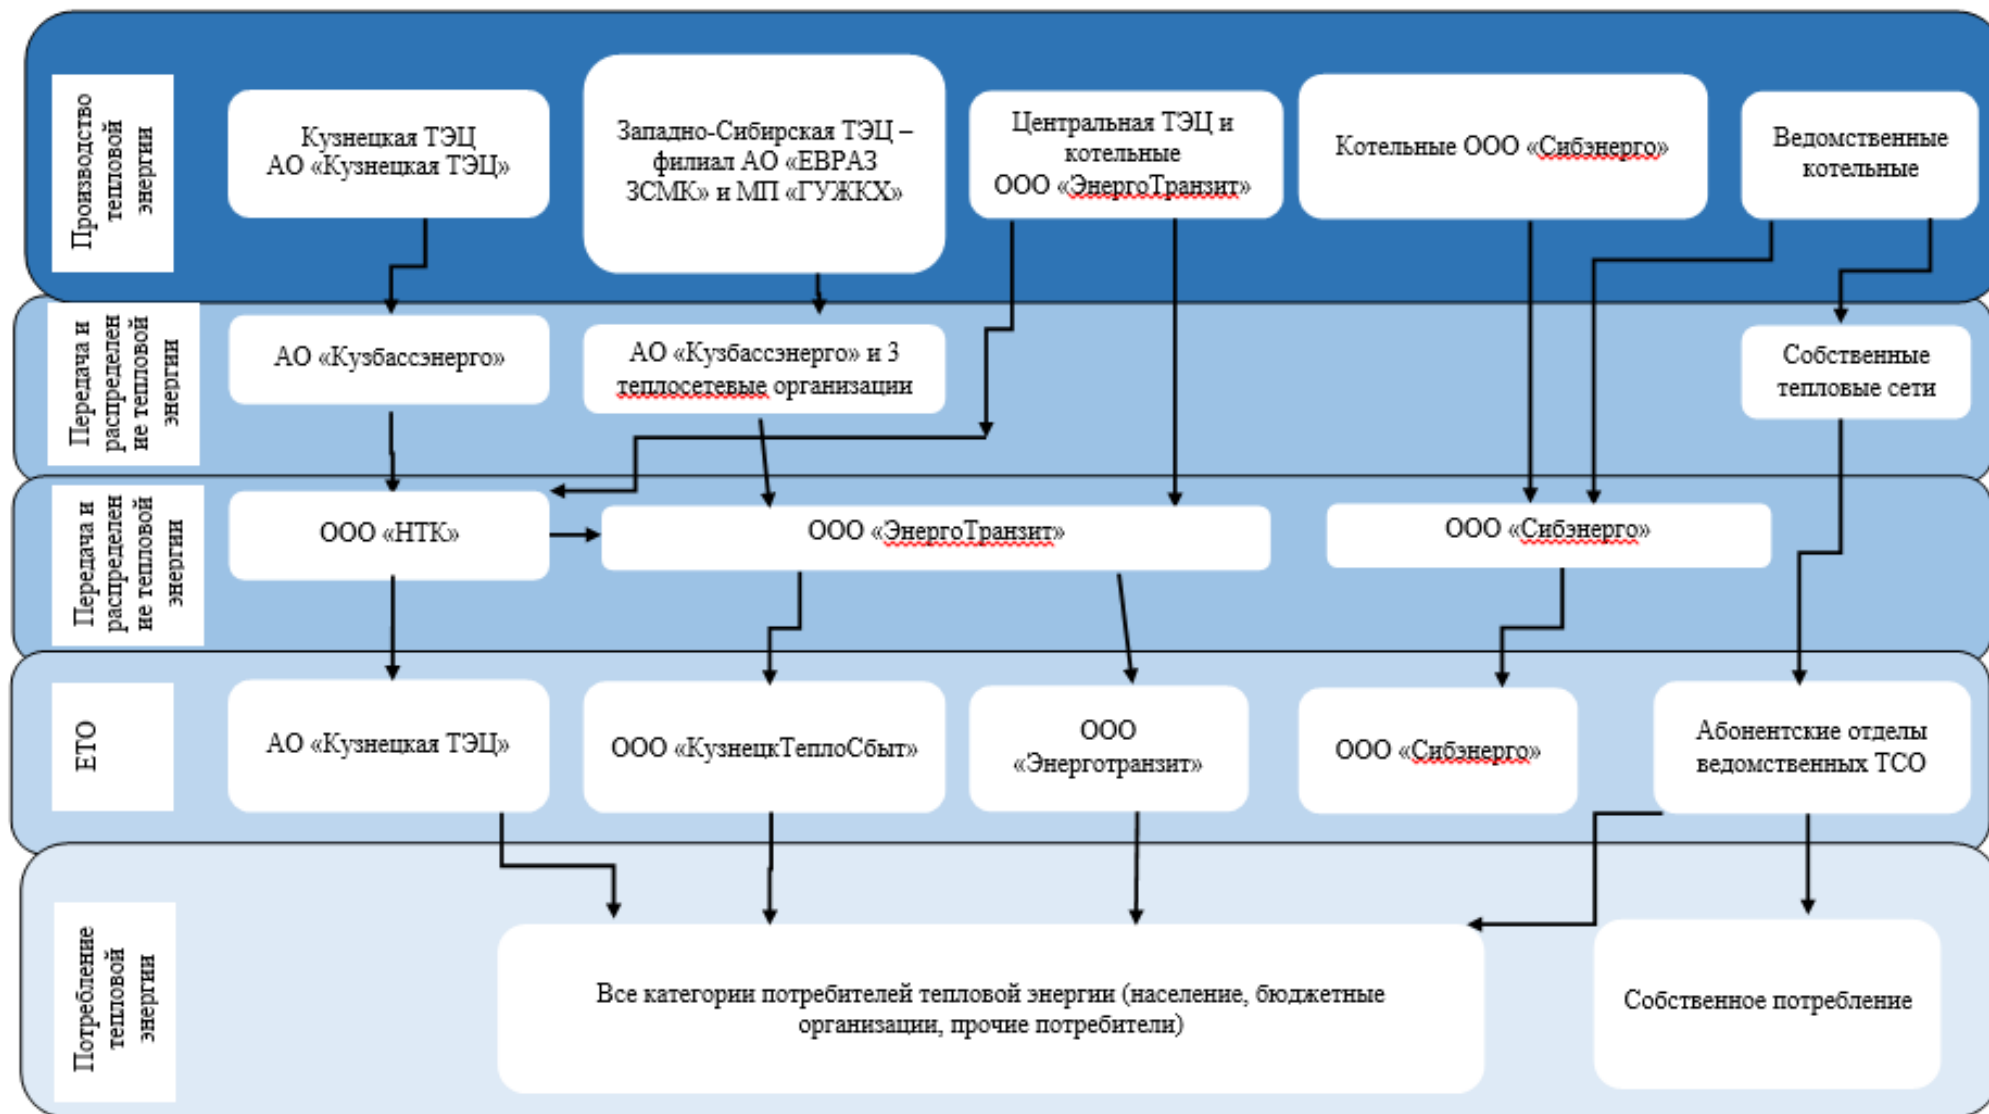 Производство
тепловой
энергии
Кузнецкая ТЭЦ
АО «Кузнецкая ТЭЦ»
Западно-Сибирская ТЭЦ –
филиал АО «ЕВРАЗ
ЗСМК» и МП «ГУЖКХ»
Центральная ТЭЦ и
котельные
ООО «ЭнергоТранзит»
Котельные ООО «Сибэнерго»
Ведомственные
котельные
Передача и
распределен
ие тепловой
энергии
АО «Кузбассэнерго»
АО «Кузбассэнерго» и 3
теплосетевые организации
Собственные
тепловые сети
Передача и
распределен
ие тепловой
энергии
ООО «НТК»
ООО «ЭнергоТранзит»
ООО «Сибэнерго»
ЕТО
АО «Кузнецкая ТЭЦ»
ООО «КузнецкТеплоСбыт»
ООО
«Энерготранзит»
ООО «Сибэнерго»
Абонентские отделы
ведомственных ТСО
Потребление
тепловой
энергии
Все категории потребителей тепловой энергии (население, бюджетные
организации, прочие потребители)
Собственное потребление